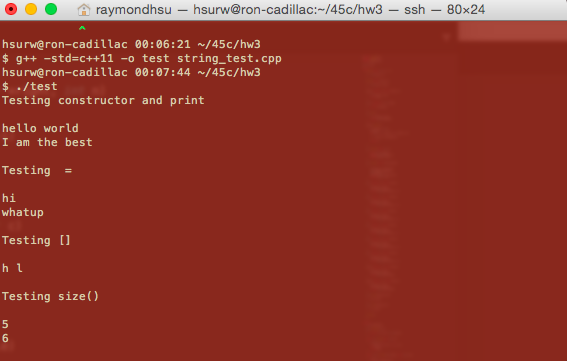 raymondhsu — hsurw@ron-cadillac:~/45c/hw3 — ssh — 80×24
^
hsurw@ron-cadillac 00:06:21 ~/45c/hw3
$ g++ -std=c++11 -o test string_test.cpp
hsurw@ron-cadillac 00:07:44 ~/45c/hw3
$ ./test
Testing constructor and print
hello world
I am the best
Testing  =
hi
whatup
Testing []
h l
Testing size()
5
6